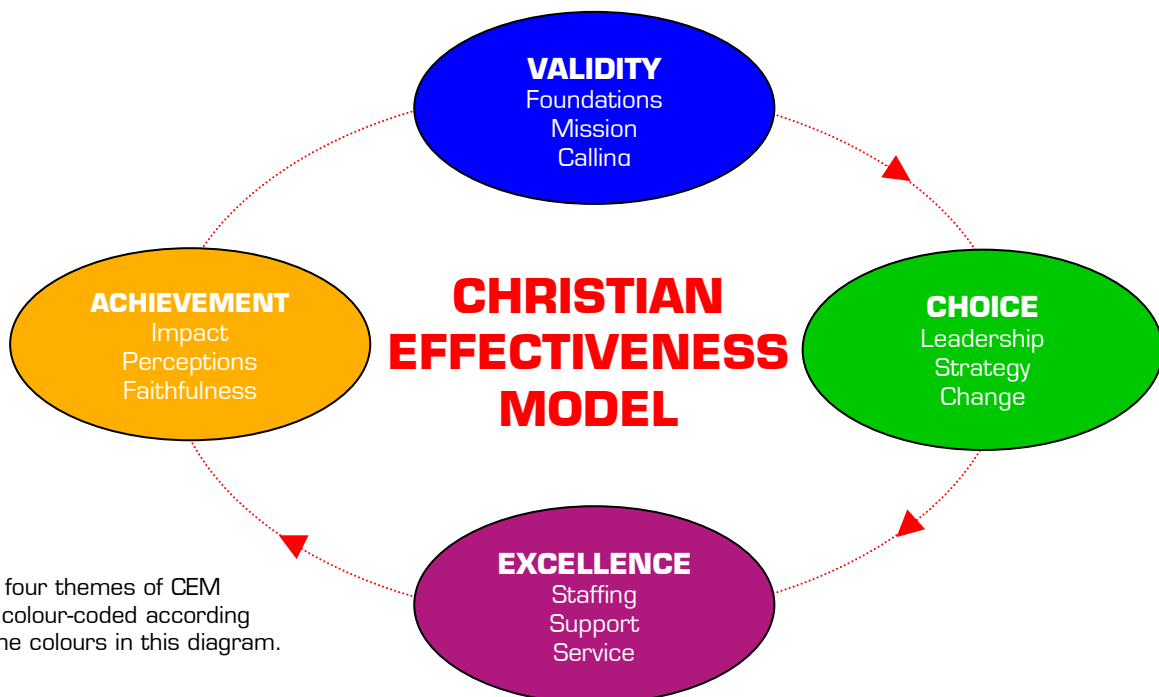 VALIDITY
Foundations
Mission
Calling
ACHIEVEMENT
Impact
Perceptions
Faithfulness
CHRISTIAN
EFFECTIVENESS
MODEL
CHOICE
Leadership
Strategy
Change
EXCELLENCE
Staffing
Support
Service
four themes of CEM
colour-coded according
colours in this diagram.